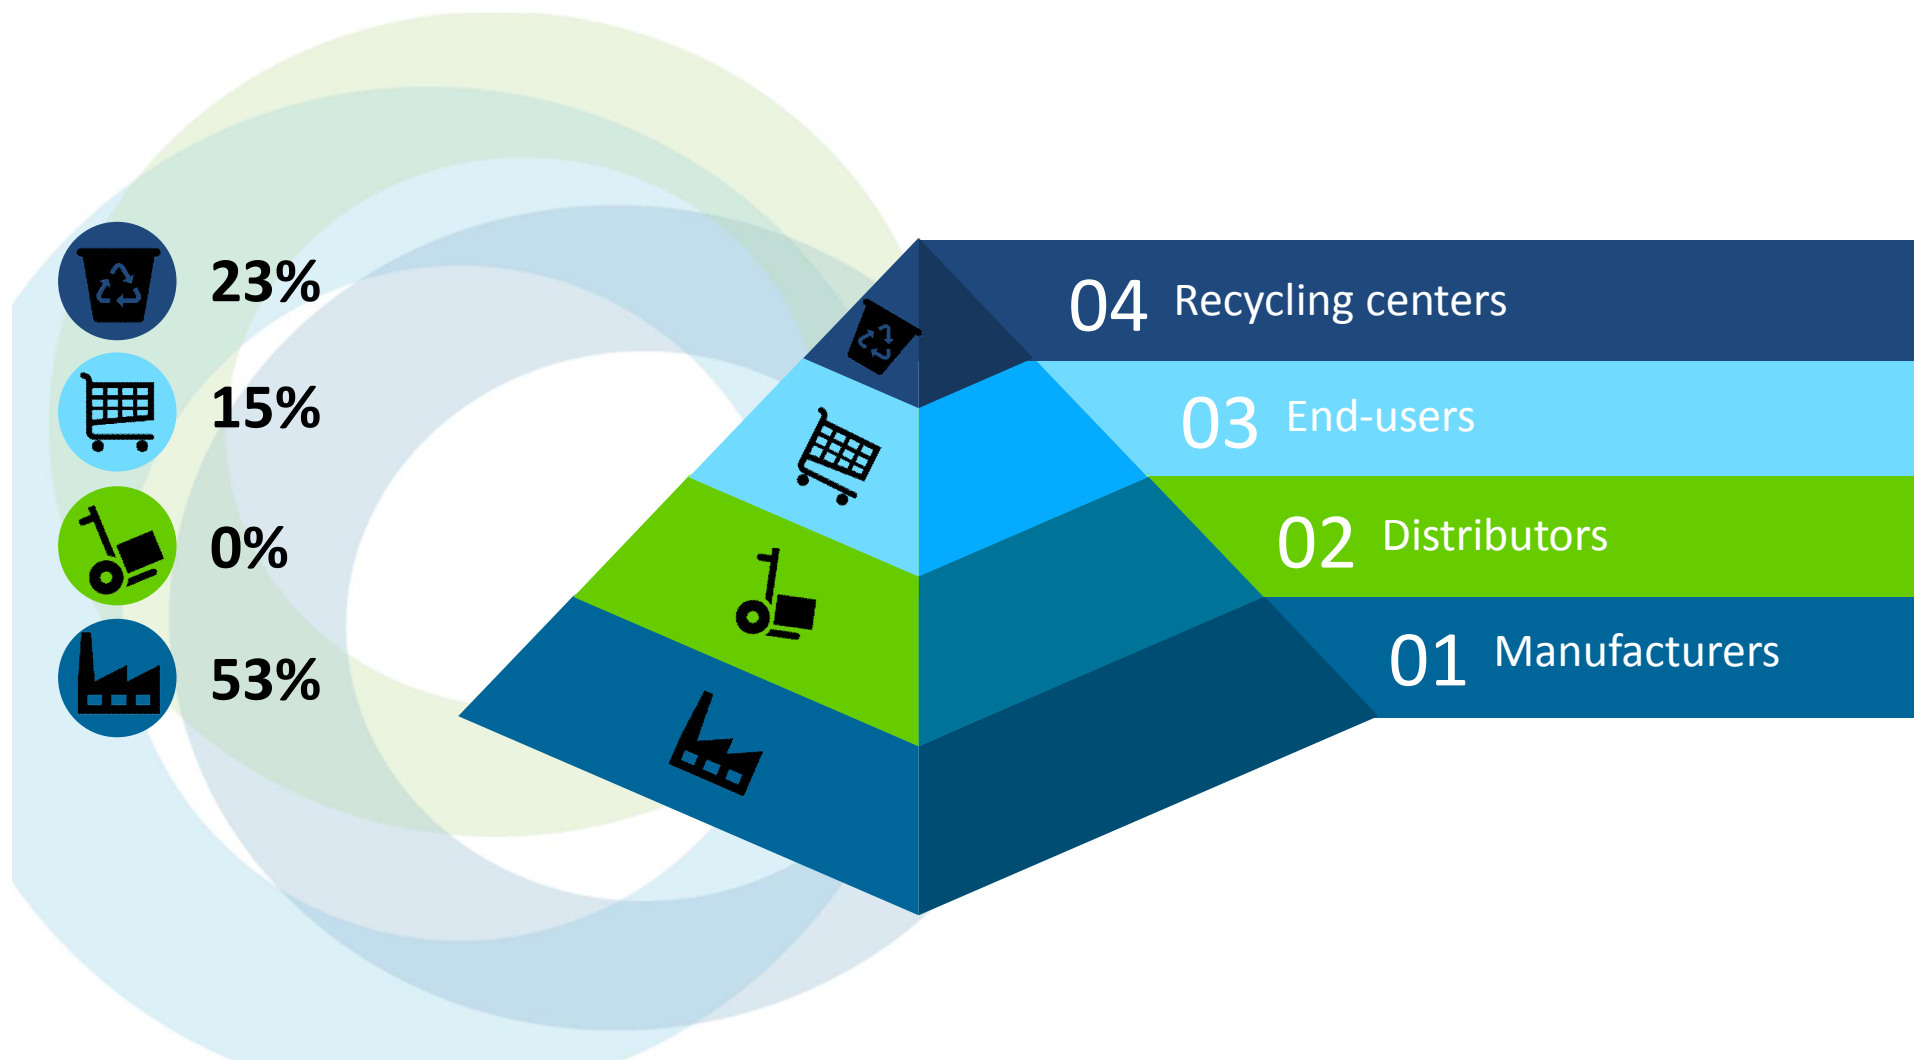 23%
15%
0%
53%
04 Recycling centers
03 End-users
02 Distributors
01 Manufacturers